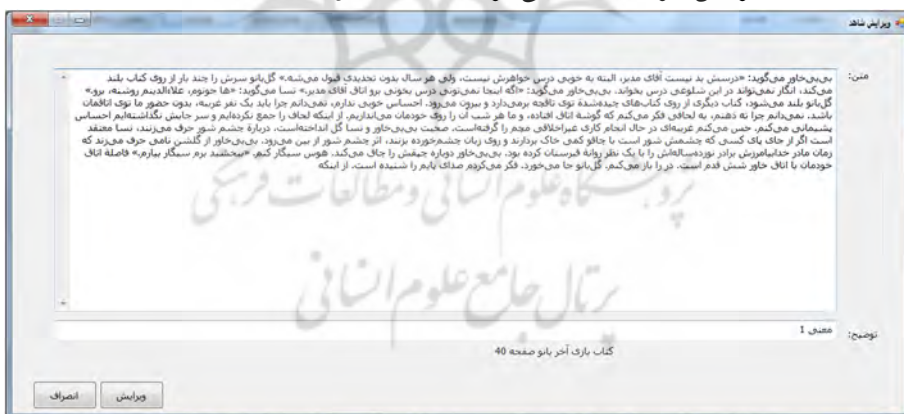 ویرایش شاهد
متن:
بی‌بی‌خاور می‌گوید: «درسش بد نیست آقای مدیر، البته به خوبی درس خواهرش نیست، ولی هر سال بدون تجدیدی قبول می‌شه.» گل‌بانو سرش را چند بار از روی کتاب بلند
می‌کند، انگار نمی‌تواند در این شلوغی درس بخواند. بی‌بی‌خاور می‌گوید: «اگه اینجا نمی‌تونی درس بخونی برو اتاق آقای مدیر.» نسا می‌گوید: «ها جونوم، علاءالدینم روشنه، برو.»
گل‌بانو بلند می‌شود، کتاب دیگری از روی کتاب‌های چیده‌شدهٔ توی تاقچه برمی‌دارد و بیرون می‌رود. احساس خوبی ندارم، نمی‌دانم چرا باید یک نفر غریبه، بدون حضور ما توی اتاقمان
باشد، نمی‌دانم چرا ته ذهنم، به لحافی فکر می‌کنم که گوشهٔ اتاق افتاده، و ما هر شب آن را روی خودمان می‌اندازیم. از اینکه لحاف را جمع نکرده‌ایم و سر جایش نگذاشته‌ایم احساس
پشیمانی می‌کنم، حس می‌کنم غریبه‌ای در حال انجام کاری غیراخلاقی مچم را گرفته‌است. صحبت بی‌بی‌خاور و نسا گل انداخته‌است، دربارهٔ چشم شور حرف می‌زنند، نسا معتقد
است اگر از جای پای کسی که چشمش شور است با چاقو کمی خاک بردارند و روی زبان چشم‌خورده بزنند، اثر چشم شور از بین می‌رود. بی‌بی‌خاور از گلشن نامی حرف می‌زند که
زمان مادر خدابیامرزش برادر نوزده‌ساله‌اش را با یک نظر روانهٔ قبرستان کرده بود. بی‌بی‌خاور دوباره چپقش را چاق می‌کند. هوس سیگار کنم. «ببخشید برم سیگار بیارم.» فاصلهٔ اتاق
خودمان با اتاق خاور شش قدم است. در را باز می‌کنم. گل‌بانو جا می‌خورد. فکر می‌کردم صدای پایم را شنیده است. از اینکه
پژوهشگاه علوم انسانی و مطالعات فرهنگی
پرتال جامع علوم انسانی
توضیح:
معنی 1
کتاب بازی آخر بانو صفحه 40
ویرایش
انصراف